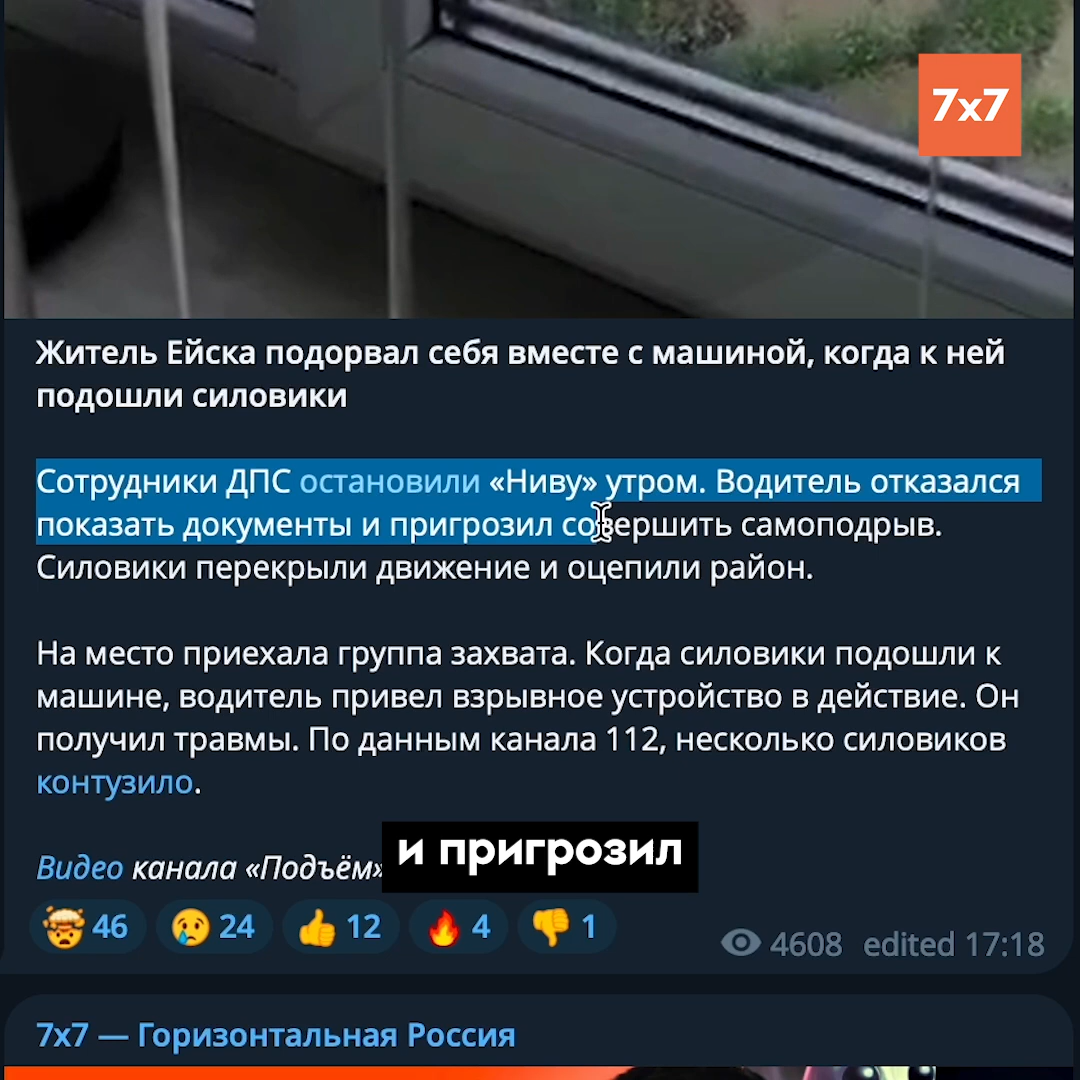 7x7
Житель Ейска подорвал себя вместе с машиной, когда к ней
подошли силовики
Сотрудники ДПС остановили «Ниву» утром. Водитель отказался
показать документы и пригрозил совершить самоподрыв.
Силовики перекрыли движение и оцепили район.
На место приехала группа захвата. Когда силовики подошли к
машине, водитель привел взрывное устройство в действие. Он
получил травмы. По данным канала 112, несколько силовиков
контузило.
Видео канала «Подъём»
и пригрозил
46 24 12 4 1
4608 edited 17:18
7x7 — Горизонтальная Россия